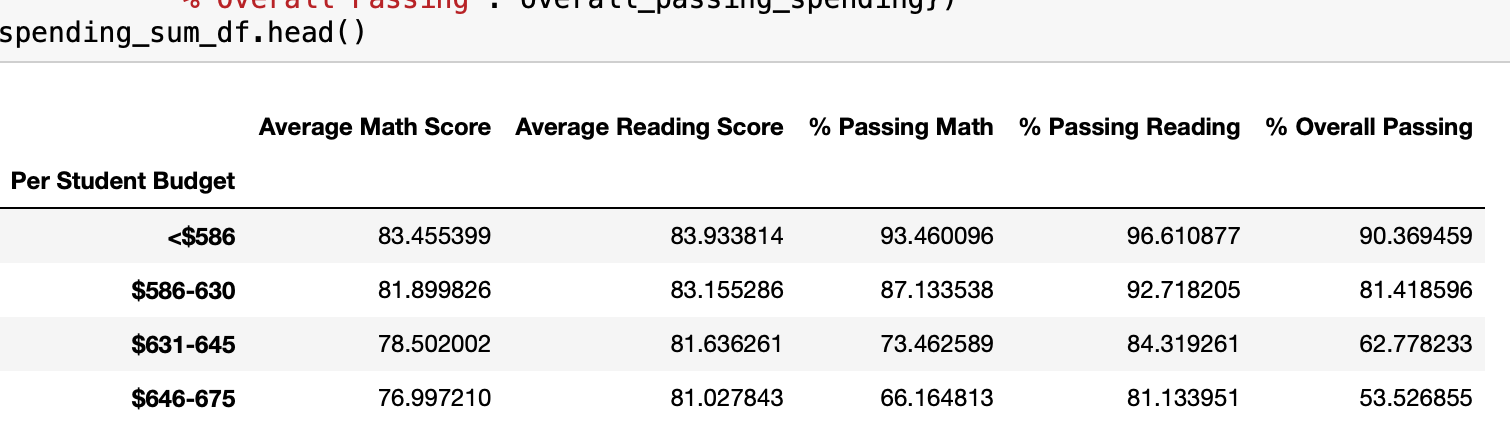 "% Overall Passing" : overall_passing_spending})
spending_sum_df.head()
Average Math Score Average Reading Score % Passing Math % Passing Reading % Overall Passing
Per Student Budget
<$586 83.455399 83.933814 93.460096 96.610877 90.369459
$586-630 81.899826 83.155286 87.133538 92.718205 81.418596
$631-645 78.502002 81.636261 73.462589 84.319261 62.778233
$646-675 76.997210 81.027843 66.164813 81.133951 53.526855